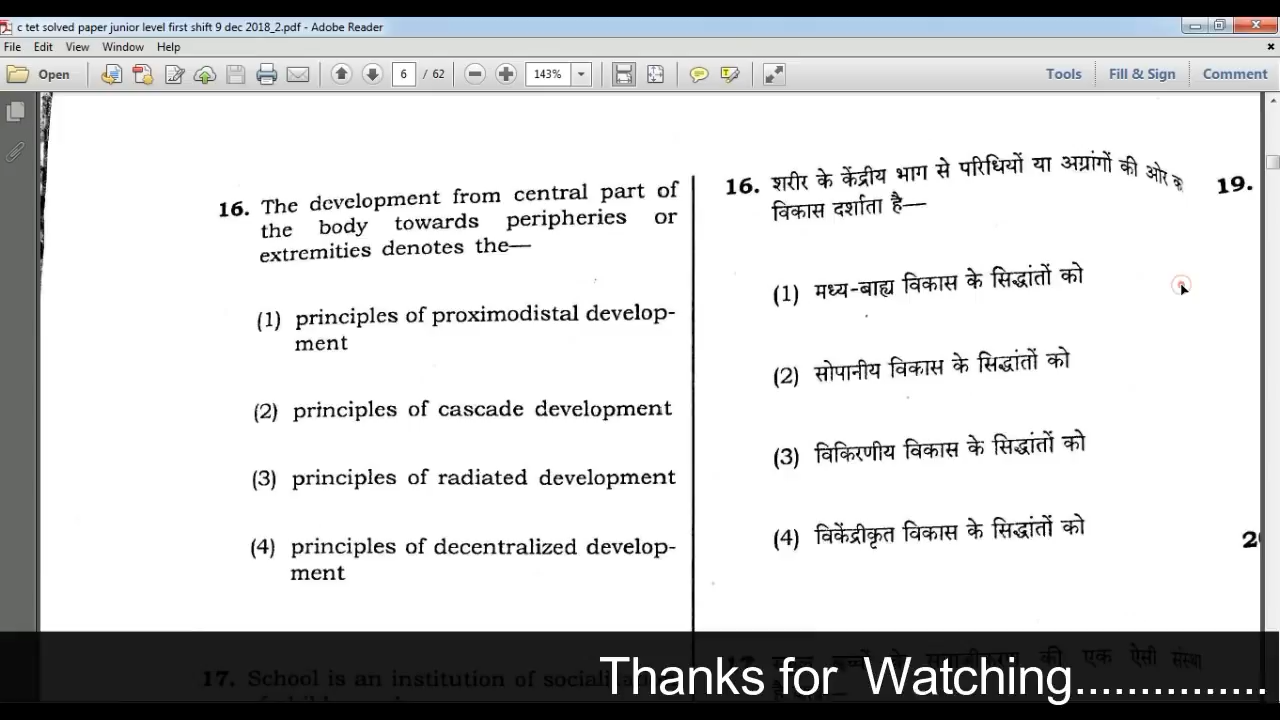 c tet solved paper junior level first shift 9 dec 2018_2.pdf - Adobe Reader
File Edit View Window Help
Open 6 / 62 143% Tools Fill & Sign Comment
16. The development from central part of
the body towards peripheries or
extremities denotes the—
(1) principles of proximodistal develop-
ment
(2) principles of cascade development
(3) principles of radiated development
(4) principles of decentralized develop-
ment
17. School is an institution of
16. शरीर के केंद्रीय भाग से परिधियों या अग्रांगों की ओर का
विकास दर्शाता है—
(1) मध्य-बाह्य विकास के सिद्धांतों को
(2) सोपानीय विकास के सिद्धांतों को
(3) विकिरणीय विकास के सिद्धांतों को
(4) विकेंद्रीकृत विकास के सिद्धांतों को
की एक ऐसी संस्था
19.
Thanks for Watching...............